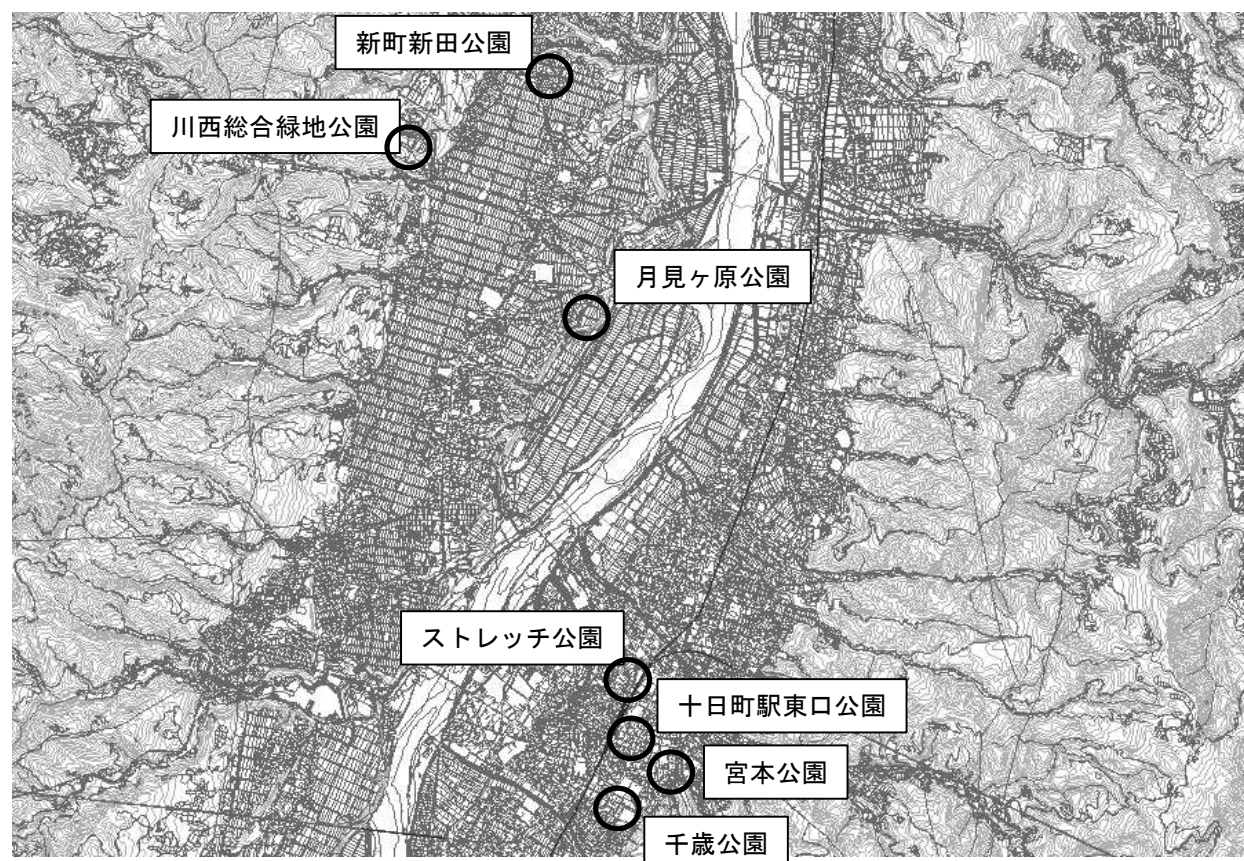 新町新田公園
川西総合緑地公園
月見ヶ原公園
ストレッチ公園
十日町駅東口公園
宮本公園
千歳公園